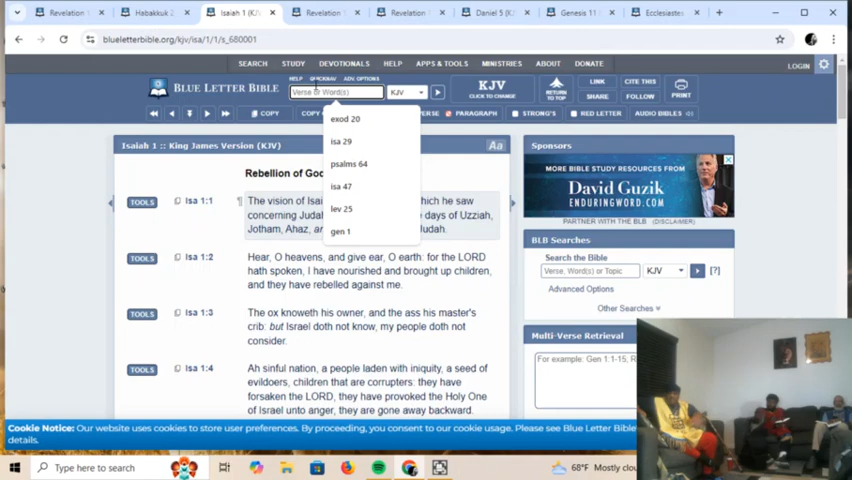 Revelation 1
Habakkuk 2
Isaiah 1 (KJV)
Revelation 1
Revelation 1
Daniel 5 (KJ
Genesis 11
Ecclesiastes
blueletterbible.org/kjv/isa/1/1/s_680001
SEARCH STUDY DEVOTIONALS HELP APPS & TOOLS MINISTRIES ABOUT DONATE
LOGIN
HELP QUICKNAV ADV. OPTIONS
BLUE LETTER BIBLE
Verse or Word(s)
KJV
KJV
CLICK TO CHANGE
RETURN TO TOP
LINK
CITE THIS
SHARE
FOLLOW
PRINT
COPY
COPY
VERSE
PARAGRAPH
STRONG'S
RED LETTER
AUDIO BIBLES
exod 20
isa 29
psalms 64
isa 47
lev 25
gen 1
Isaiah 1 :: King James Version (KJV)
Aa
Rebellion of God
TOOLS Isa 1:1 ¶ The vision of Isai which he saw
concerning Judah e days of Uzziah,
Jotham, Ahaz, an Judah.
TOOLS Isa 1:2 Hear, O heavens, and give ear, O earth: for the LORD
hath spoken, I have nourished and brought up children,
and they have rebelled against me.
TOOLS Isa 1:3 The ox knoweth his owner, and the ass his master's
crib: but Israel doth not know, my people doth not
consider.
TOOLS Isa 1:4 Ah sinful nation, a people laden with iniquity, a seed of
evildoers, children that are corrupters: they have
forsaken the LORD, they have provoked the Holy One
of Israel unto anger, they are gone away backward.
Sponsors
MORE BIBLE STUDY RESOURCES
David Guzik
ENDURINGWORD.COM
PARTNER WITH THE BLB (DISCLAIMER)
BLB Searches
Search the Bible
Verse, Word(s) or Topic
KJV
[?]
Advanced Options
Other Searches
Multi-Verse Retrieval
For example: Gen 1:1-15; R
Cookie Notice: Our website uses cookies to store user preferences. By proceeding, you consent to our cookie usage. Please see Blue Letter Bible
details.
Type here to search
68°F Mostly clou